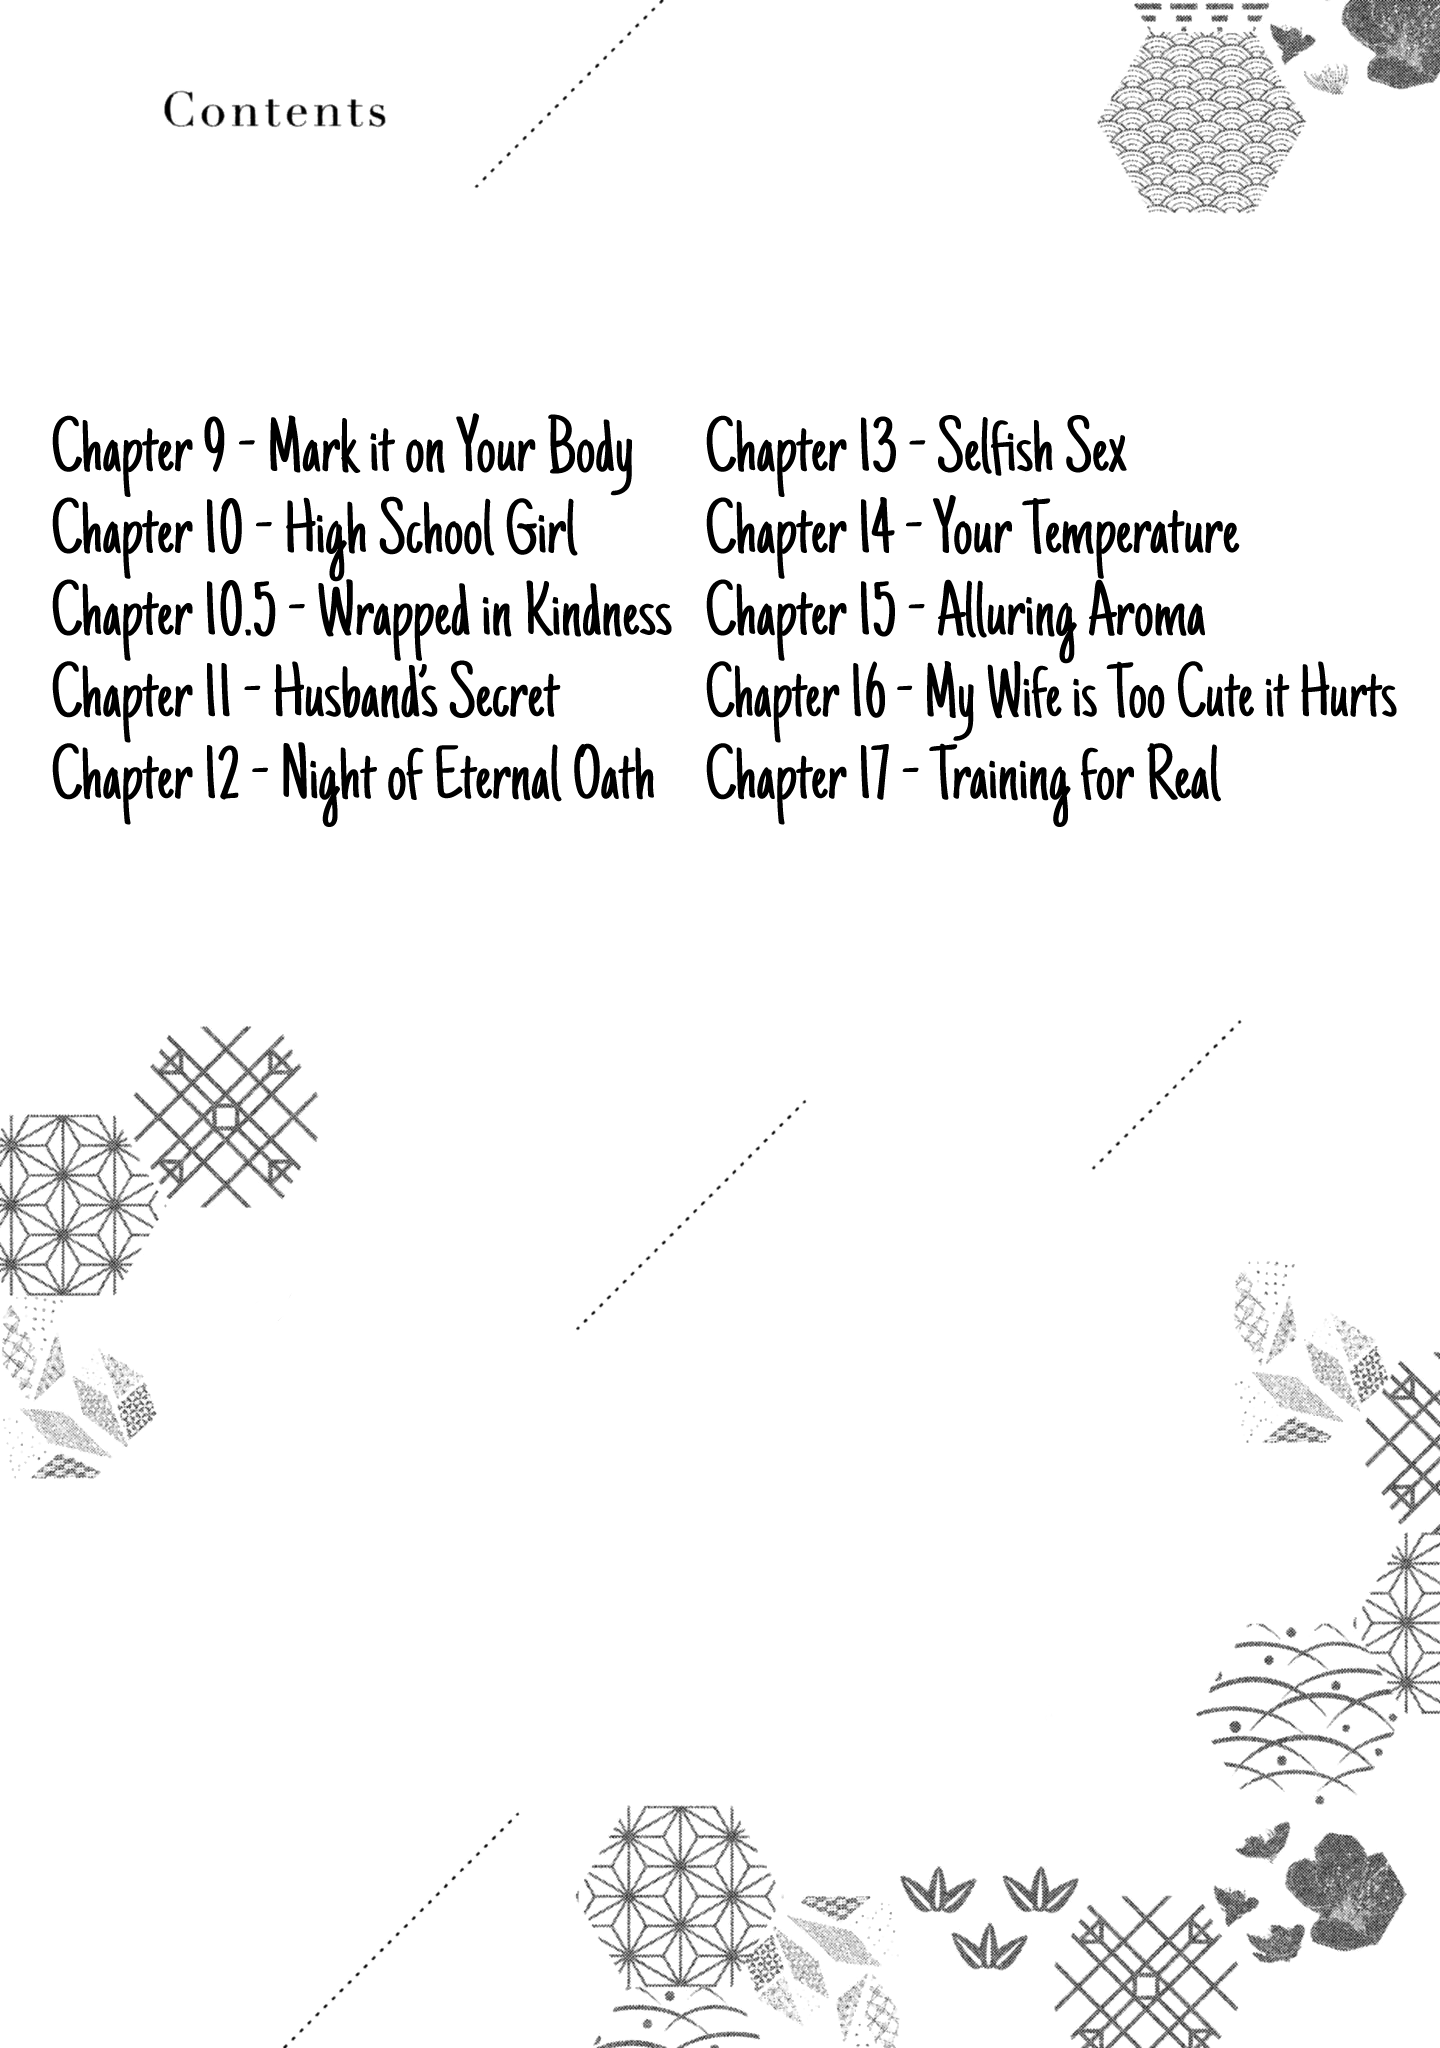 Contents
Chapter 9 - Mark it on Your Body
Chapter 10 - High School Girl
Chapter 10.5 - Wrapped in Kindness
Chapter 11 - Husband's Secret
Chapter 12 - Night of Eternal Oath
Chapter 13 - Selfish Sex
Chapter 14 - Your Temperature
Chapter 15 - Alluring Aroma
Chapter 16 - My Wife is Too Cute it Hurts
Chapter 17 - Training for Real